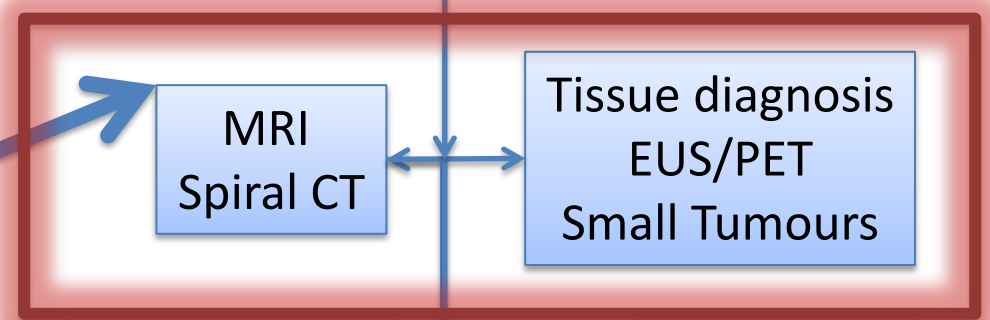 MRI
Spiral CT
Tissue diagnosis
EUS/PET
Small Tumours